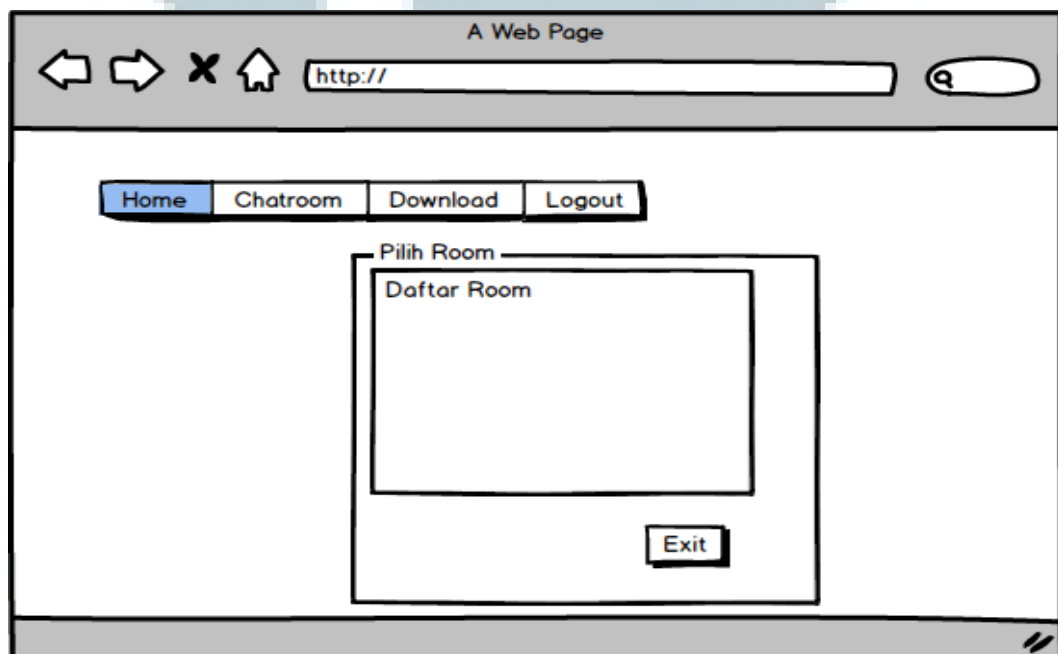 A Web Page
http://
Home Chatroom Download Logout
Pilih Room
Daftar Room
Exit